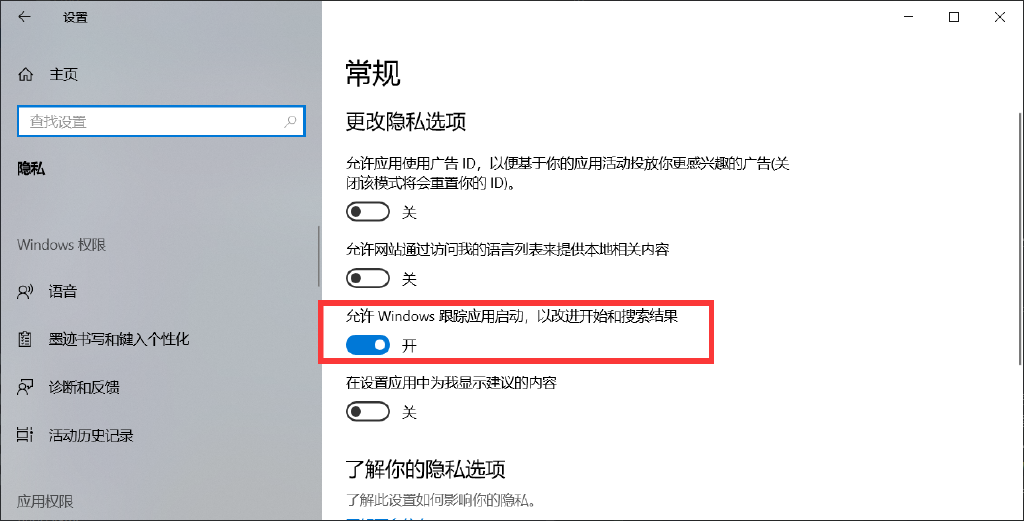 设置
主页
查找设置
隐私
Windows 权限
语音
墨迹书写和键入个性化
诊断和反馈
活动历史记录
应用权限
常规
更改隐私选项
允许应用使用广告 ID，以便基于你的应用活动投放你更感兴趣的广告(关
闭该模式将会重置你的 ID)。
关
允许网站通过访问我的语言列表来提供本地相关内容
关
允许 Windows 跟踪应用启动，以改进开始和搜索结果
开
在设置应用中为我显示建议的内容
关
了解你的隐私选项
了解此设置如何影响你的隐私。